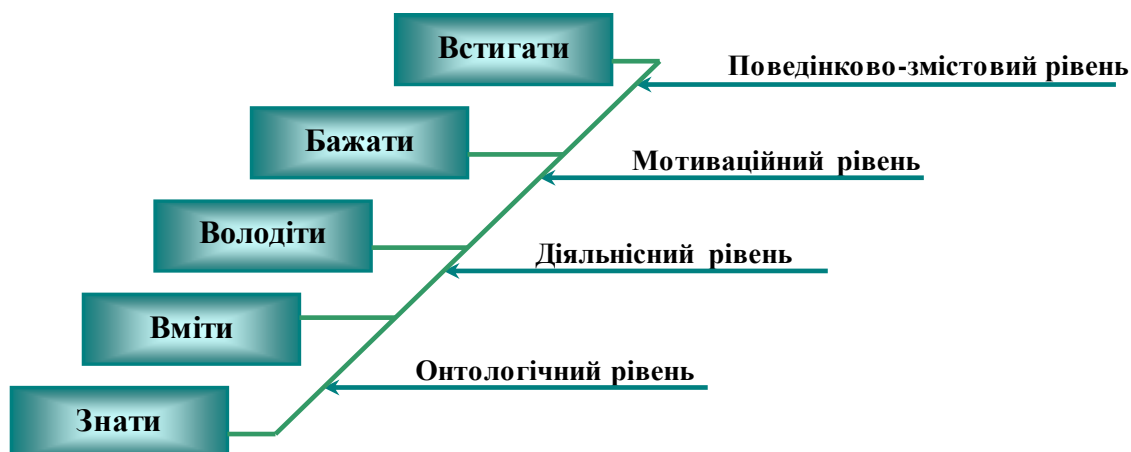 Встигати
Поведінково-змістовий рівень
Бажати
Мотиваційний рівень
Володіти
Діяльнісний рівень
Вміти
Онтологічний рівень
Знати